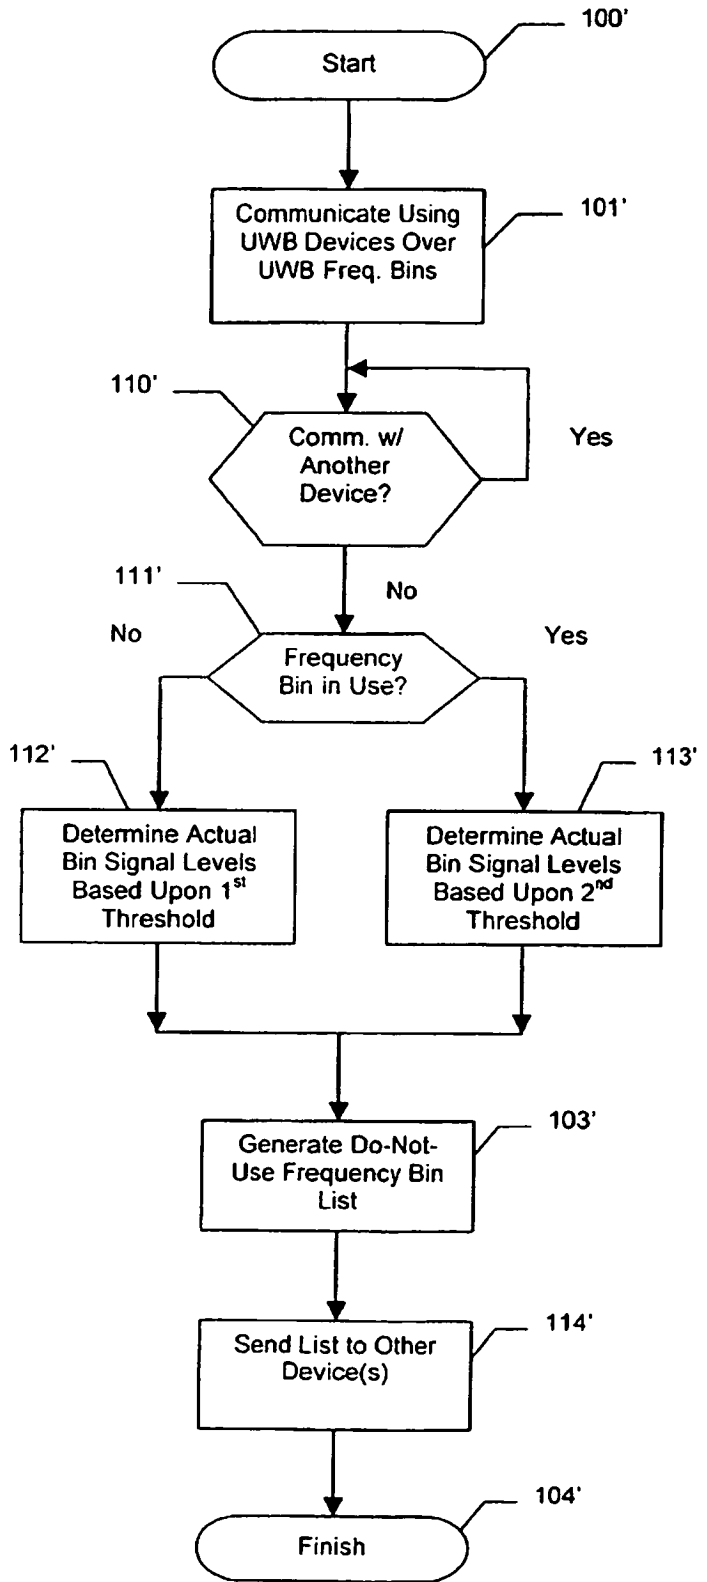 100'
Start
101'
Communicate Using
UWB Devices Over
UWB Freq. Bins
110'
Comm. w/
Another
Device?
Yes
No
111'
No
Yes
Frequency
Bin in Use?
112'
113'
Determine Actual
Bin Signal Levels
Based Upon 1st
Threshold
Determine Actual
Bin Signal Levels
Based Upon 2nd
Threshold
103'
Generate Do-Not-
Use Frequency Bin
List
114'
Send List to Other
Device(s)
104'
Finish